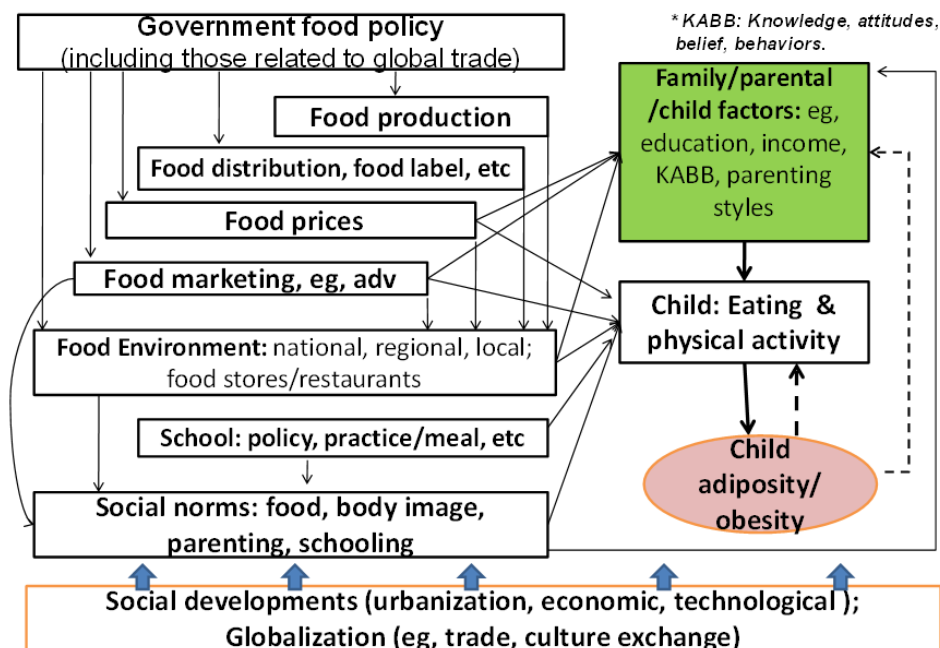 Government food policy
(including those related to global trade)
* KABB: Knowledge, attitudes,
belief, behaviors.
Family/parental
/child factors: eg,
education, income,
KABB, parenting
styles
Food production
Food distribution, food label, etc
Food prices
Food marketing, eg, adv
Child: Eating &
physical activity
Food Environment: national, regional, local;
food stores/restaurants
School: policy, practice/meal, etc
Child
adiposity/
obesity
Social norms: food, body image,
parenting, schooling
Social developments (urbanization, economic, technological );
Globalization (eg, trade, culture exchange)